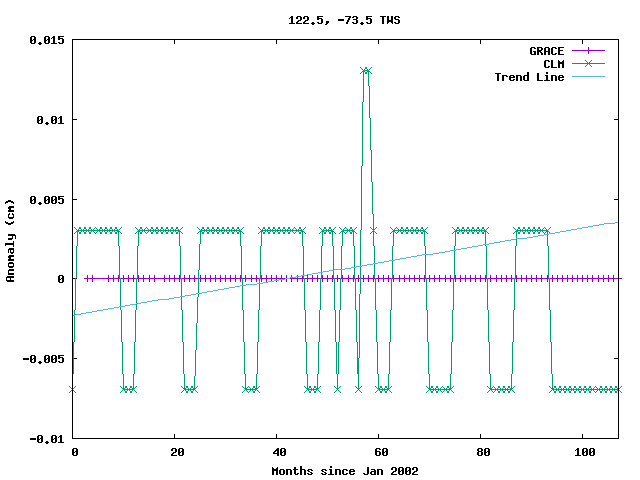 122.5, -73.5 TWS
0.015
0.01
0.005
0
-0.005
-0.01
Anomaly (cm)
GRACE
CLM
Trend Line
0 20 40 60 80 100
Months since Jan 2002